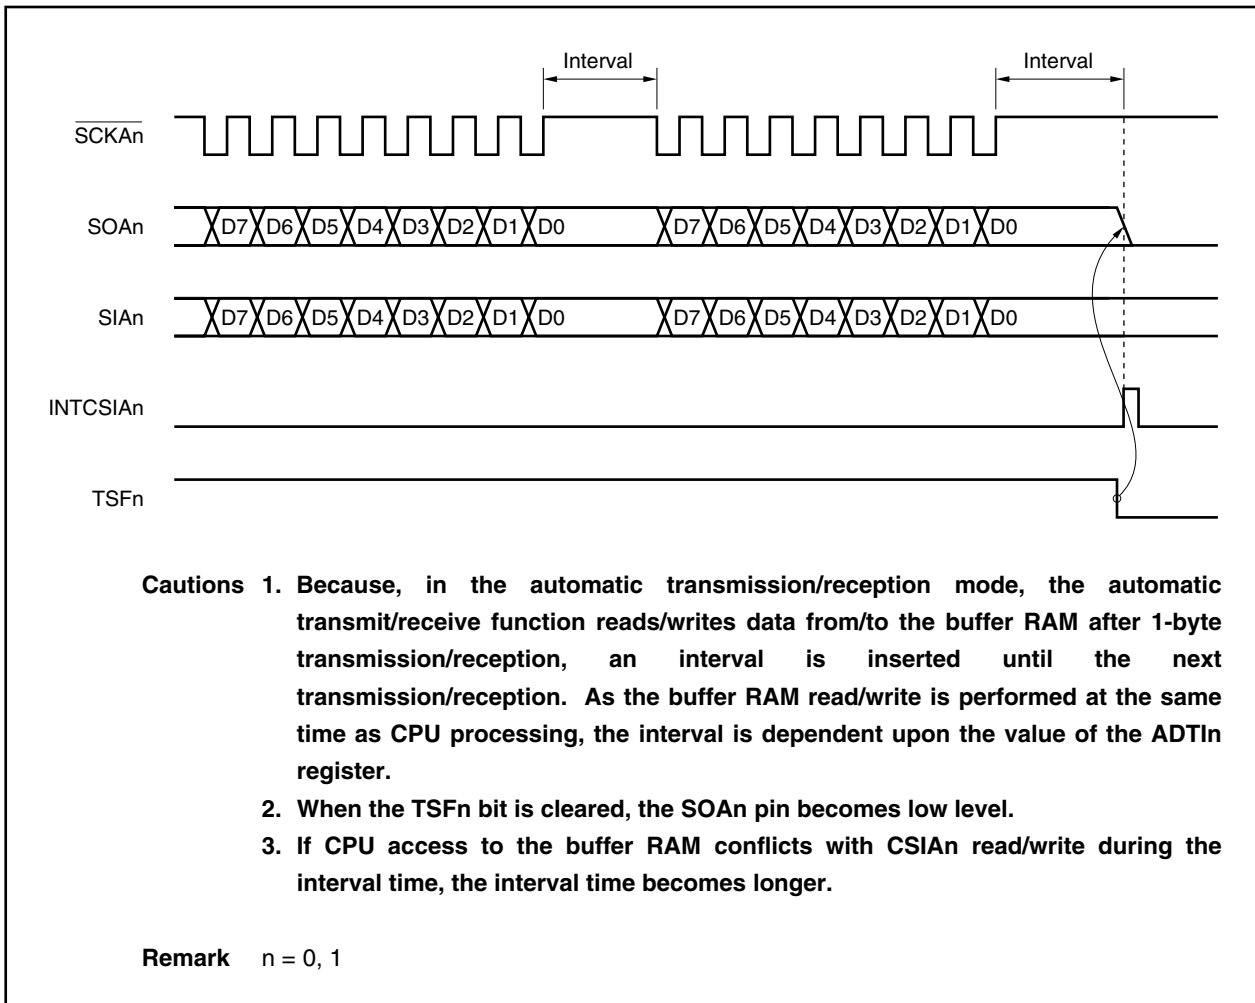 Interval Interval
SCKAn
SOAn D7 D6 D5 D4 D3 D2 D1 D0 D7 D6 D5 D4 D3 D2 D1 D0
SIAn D7 D6 D5 D4 D3 D2 D1 D0 D7 D6 D5 D4 D3 D2 D1 D0
INTCSIAn
TSFn
Cautions 1. Because, in the automatic transmission/reception mode, the automatic
transmit/receive function reads/writes data from/to the buffer RAM after 1-byte
transmission/reception, an interval is inserted until the next
transmission/reception. As the buffer RAM read/write is performed at the same
time as CPU processing, the interval is dependent upon the value of the ADTIn
register.
2. When the TSFn bit is cleared, the SOAn pin becomes low level.
3. If CPU access to the buffer RAM conflicts with CSIAn read/write during the
interval time, the interval time becomes longer.
Remark n = 0, 1